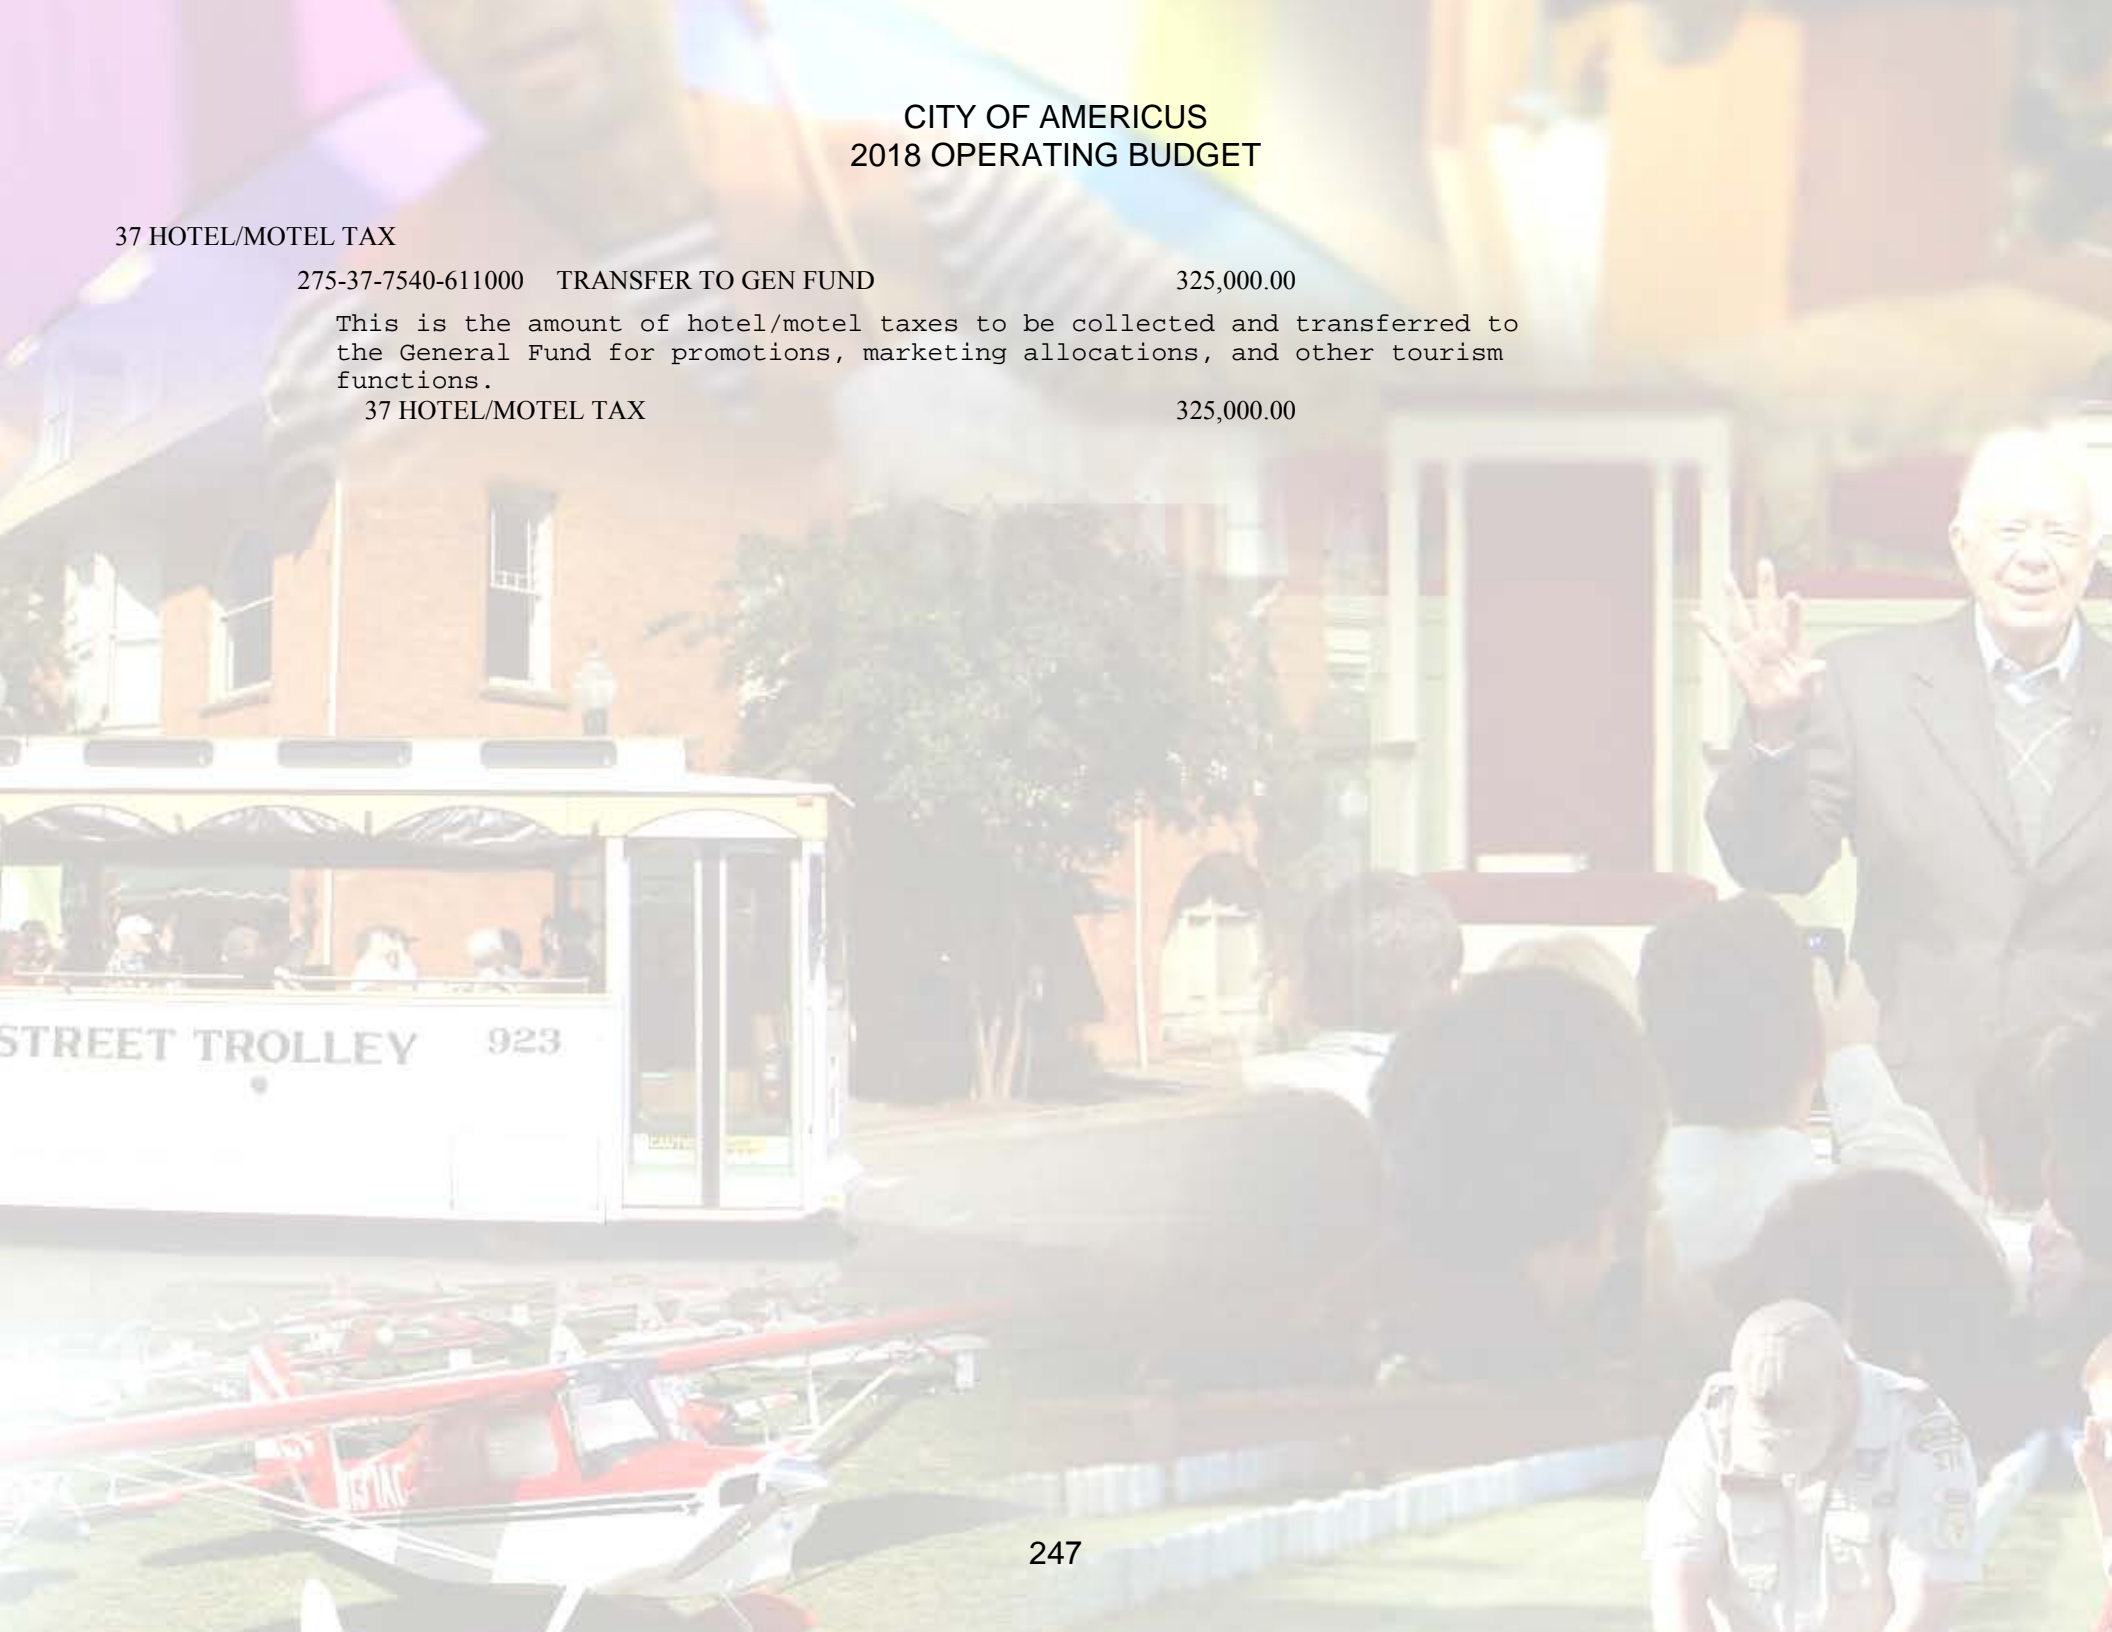 CITY OF AMERICUS
2018 OPERATING BUDGET
37 HOTEL/MOTEL TAX
275-37-7540-611000 TRANSFER TO GEN FUND 325,000.00
This is the amount of hotel/motel taxes to be collected and transferred to
the General Fund for promotions, marketing allocations, and other tourism
functions.
37 HOTEL/MOTEL TAX 325,000.00
STREET TROLLEY 923
247